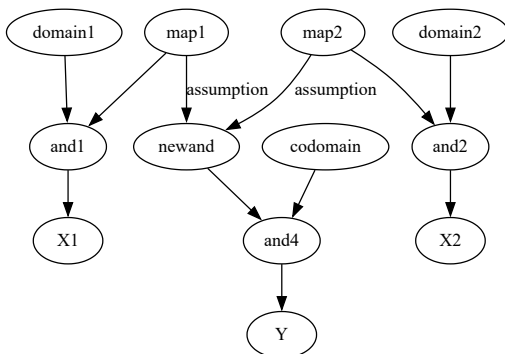 domain1
map1
map2
domain2
assumption
assumption
and1
newand
codomain
and2
X1
and4
X2
Y